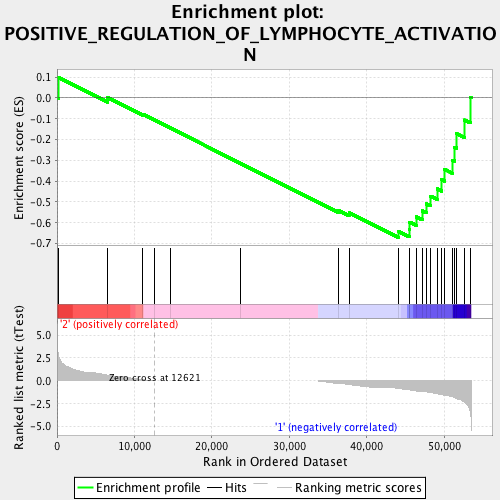 Enrichment plot:
POSITIVE_REGULATION_OF_LYMPHOCYTE_ACTIVATIO
N
Enrichment score (ES)
0.1
0.0
-0.1
-0.2
-0.3
-0.4
-0.5
-0.6
-0.7
Ranked list metric (tTest)
'2' (positively correlated)
5.0
2.5
0.0
-2.5
-5.0
Zero cross at 12621
'1' (negatively correlated)
0
10,000
20,000
30,000
40,000
50,000
Rank in Ordered Dataset
Enrichment profile
Hits
Ranking metric scores